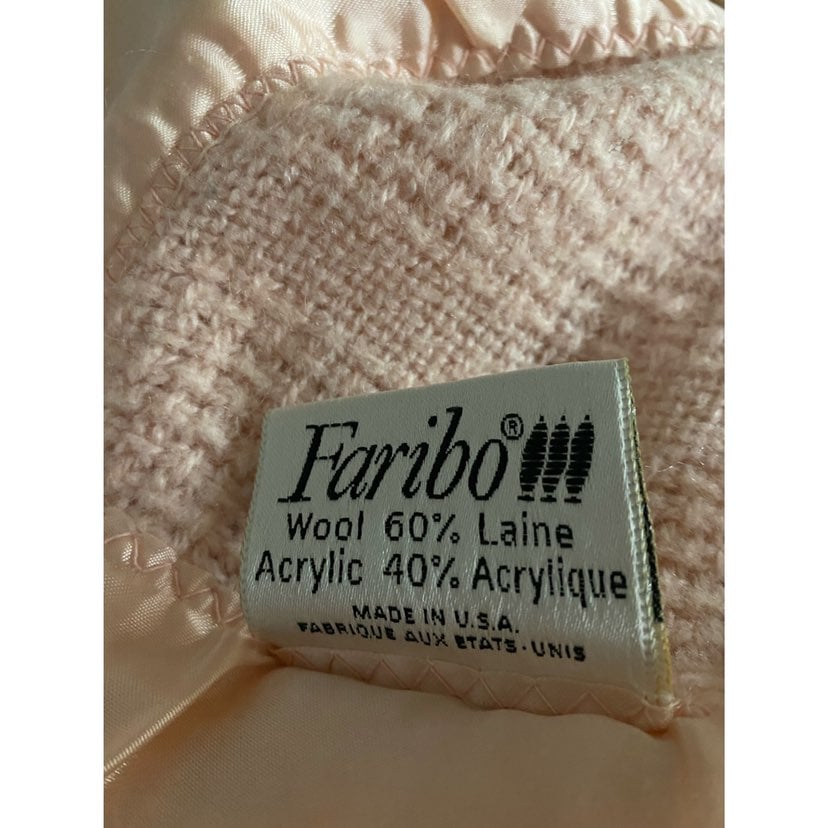 Faribo®
Wool 60% Laine
Acrylic 40% Acrylique
MADE IN U.S.A.
FABRIQUE AUX ETATS-UNIS